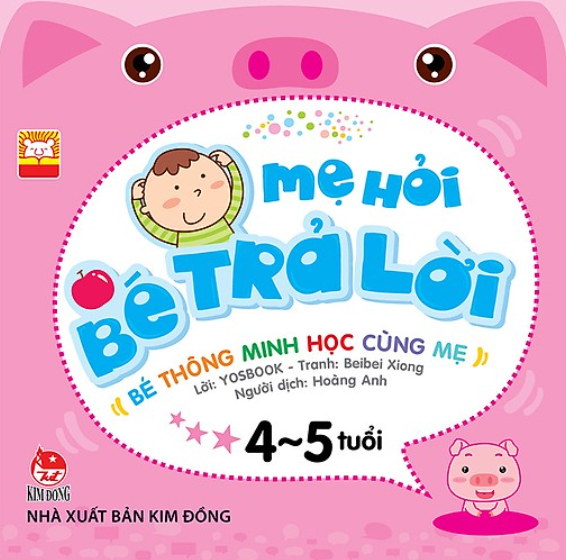 mẹ Hỏi
Bé TRả Lời
(( BÉ THÔNG MINH HỌC CÙNG MẸ ))
Lời: YOSBOOK - Tranh: Beibei Xiong
Người dịch: Hoàng Anh
4~5 tuổi
KIM ĐỒNG
NHÀ XUẤT BẢN KIM ĐỒNG